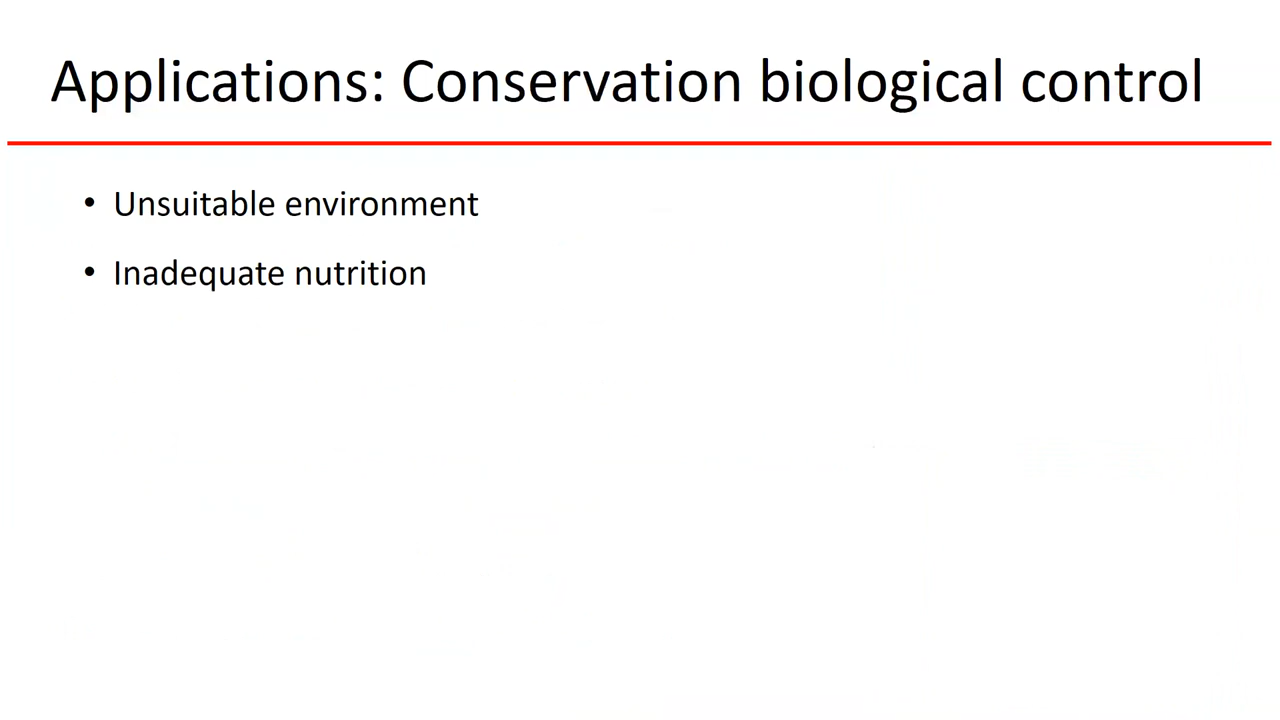 Applications: Conservation biological control
• Unsuitable environment
• Inadequate nutrition